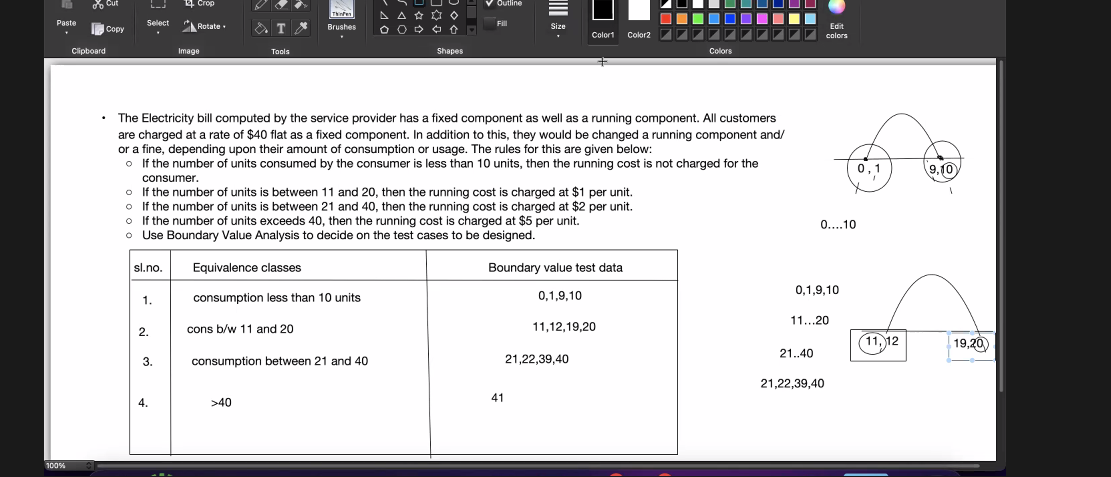 Cut
Crop
Outline
Paste
Copy
Select
Rotate
Brushes
Fill
Size
Color1
Color2
Edit
colors
Clipboard
Image
Tools
Shapes
Colors
• The Electricity bill computed by the service provider has a fixed component as well as a running component. All customers
are charged at a rate of $40 flat as a fixed component. In addition to this, they would be changed a running component and/
or a fine, depending upon their amount of consumption or usage. The rules for this are given below:
○ If the number of units consumed by the consumer is less than 10 units, then the running cost is not charged for the
consumer.
○ If the number of units is between 11 and 20, then the running cost is charged at $1 per unit.
○ If the number of units is between 21 and 40, then the running cost is charged at $2 per unit.
○ If the number of units exceeds 40, then the running cost is charged at $5 per unit.
○ Use Boundary Value Analysis to decide on the test cases to be designed.
0 , 1
9,10
0....10
sl.no. Equivalence classes Boundary value test data
1. consumption less than 10 units 0,1,9,10
2. cons b/w 11 and 20 11,12,19,20
3. consumption between 21 and 40 21,22,39,40
4. >40 41
0,1,9,10
11...20
11, 12
19,20
21..40
21,22,39,40
100%